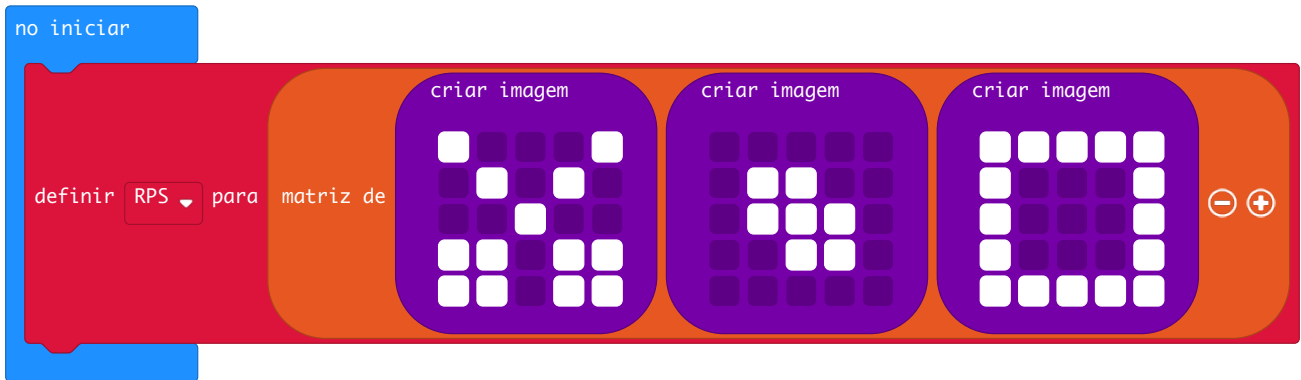 no iniciar
criar imagem criar imagem criar imagem
definir RPS para matriz de